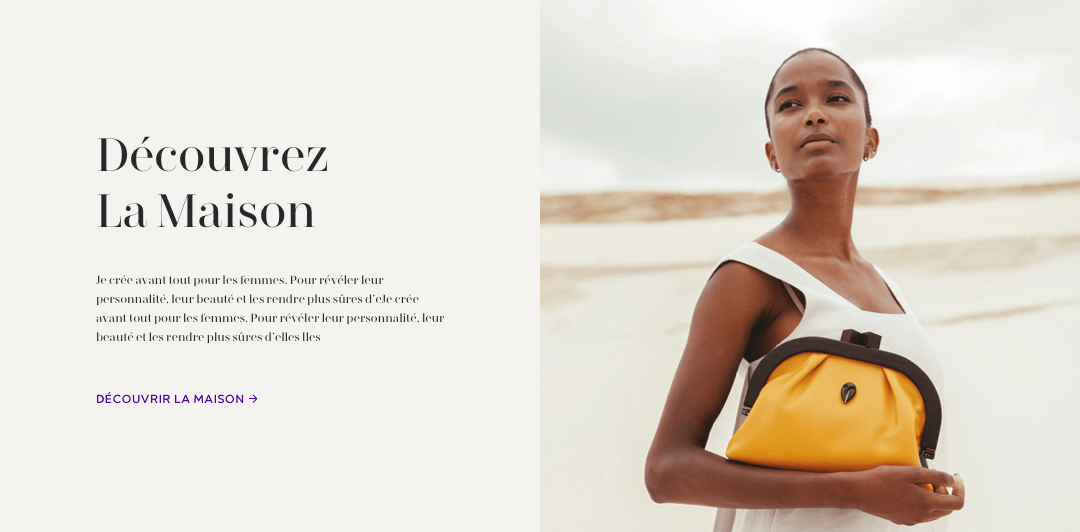 Découvrez
La Maison
Je crée avant tout pour les femmes. Pour révéler leur
personnalité, leur beauté et les rendre plus sûres d’eJe crée
avant tout pour les femmes. Pour révéler leur personnalité, leur
beauté et les rendre plus sûres d’elles lles
DÉCOUVRIR LA MAISON →